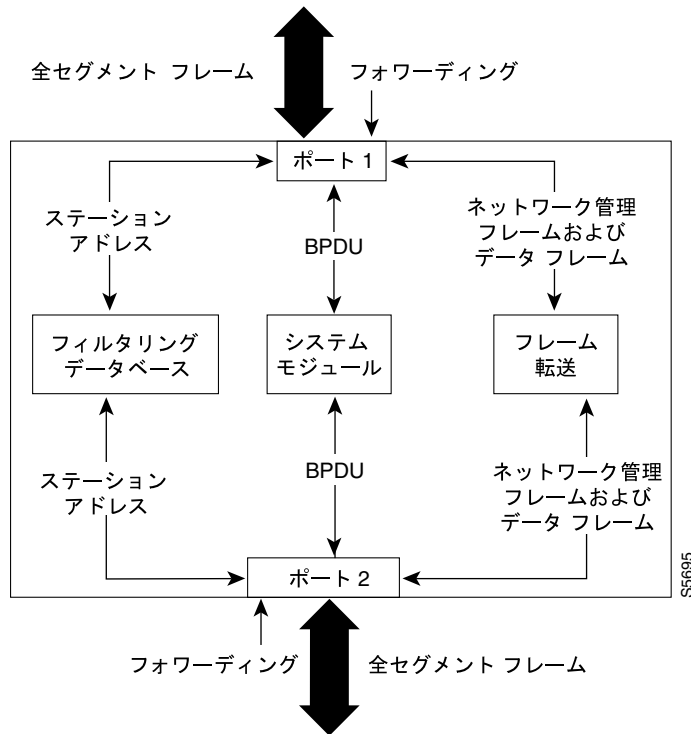 全セグメント フレーム
フォワーディング
ポート 1
ステーション
アドレス
BPDU
ネットワーク管理
フレームおよび
データ フレーム
フィルタリング
データベース
システム
モジュール
フレーム
転送
ステーション
アドレス
BPDU
ネットワーク管理
フレームおよび
データ フレーム
ポート 2
S5695
フォワーディング
全セグメント フレーム